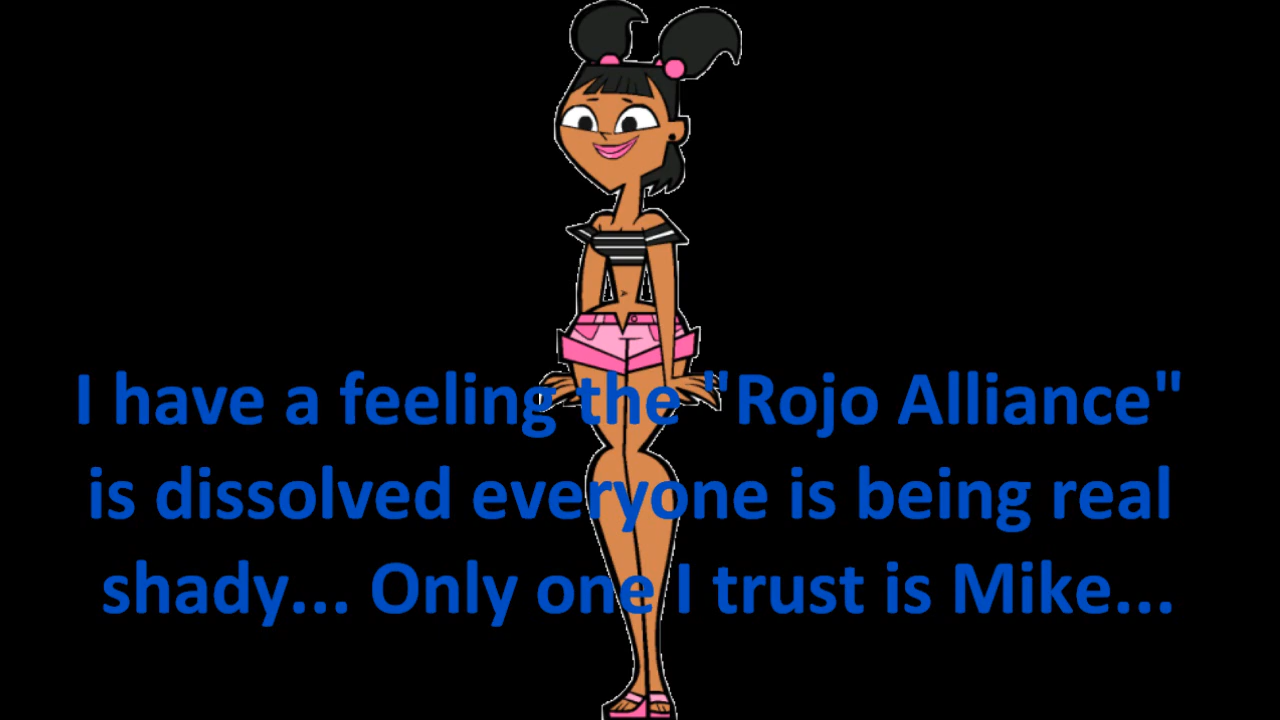 I have a feeling the "Rojo Alliance"
is dissolved everyone is being real
shady... Only one I trust is Mike...